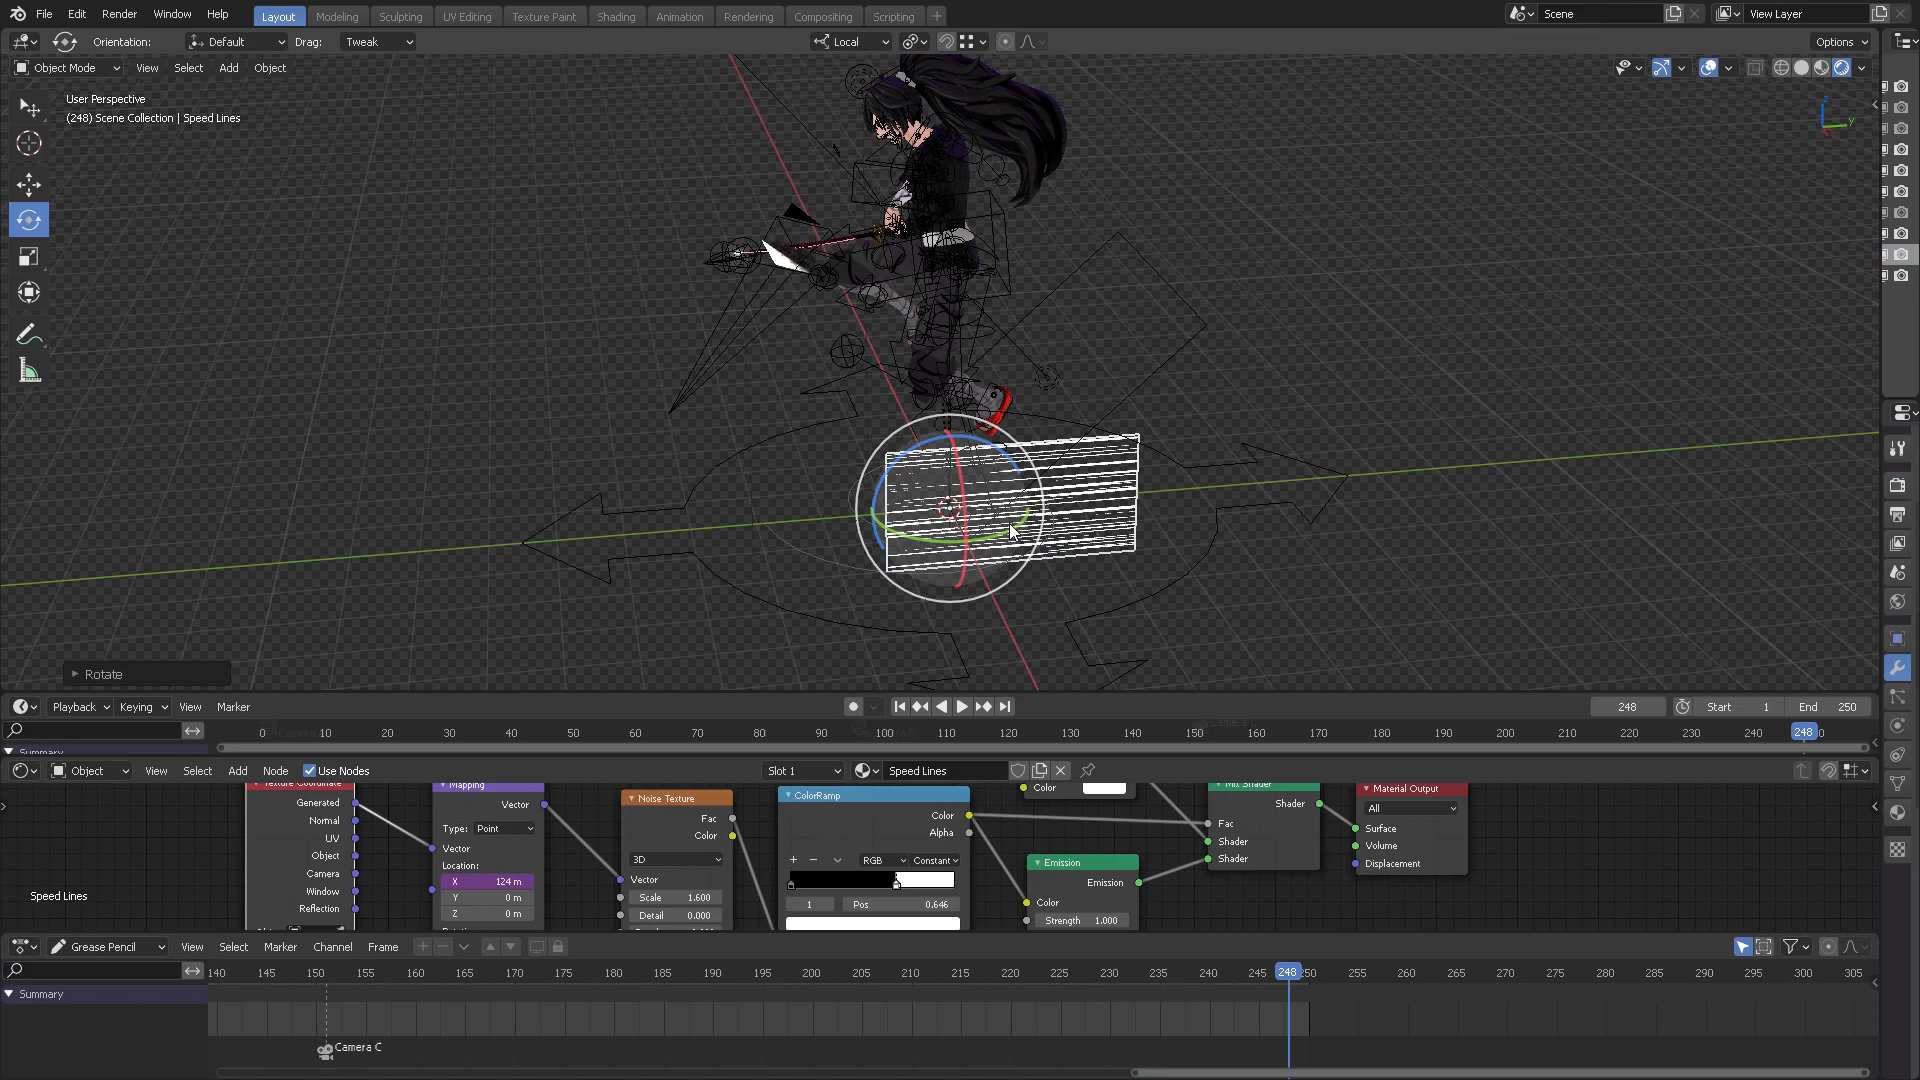 File Edit Render Window Help Layout Modeling Sculpting UV Editing Texture Paint Shading Animation Rendering Compositing Scripting Scene View Layer
Orientation: Default Drag: Tweak Local Options
Object Mode View Select Add Object
User Perspective
(248) Scene Collection | Speed Lines
Z
Y
Rotate
Playback Keying View Marker 248 Start 1 End 250
0 10 20 30 40 50 60 70 80 90 100 110 120 130 140 150 160 170 180 190 200 210 220 230 240 248
Summary
Object View Select Add Node Use Nodes Slot 1 Speed Lines
Texture Coordinate
Generated
Normal
UV
Object
Camera
Window
Reflection
Mapping
Vector
Type: Point
Vector
Location:
X 124 m
Y 0 m
Z 0 m
Noise Texture
Fac
Color
3D
Vector
Scale 1.600
Detail 0.000
ColorRamp
Color
Alpha
RGB Constant
1 Pos 0.646
Color
Emission
Emission
Color
Strength 1.000
Mix Shader
Shader
Fac
Shader
Shader
Material Output
All
Surface
Volume
Displacement
Speed Lines
Grease Pencil View Select Marker Channel Frame
140 145 150 155 160 165 170 175 180 185 190 195 200 205 210 215 220 225 230 235 240 245 248 255 260 265 270 275 280 285 290 295 300 305
Summary
Camera C